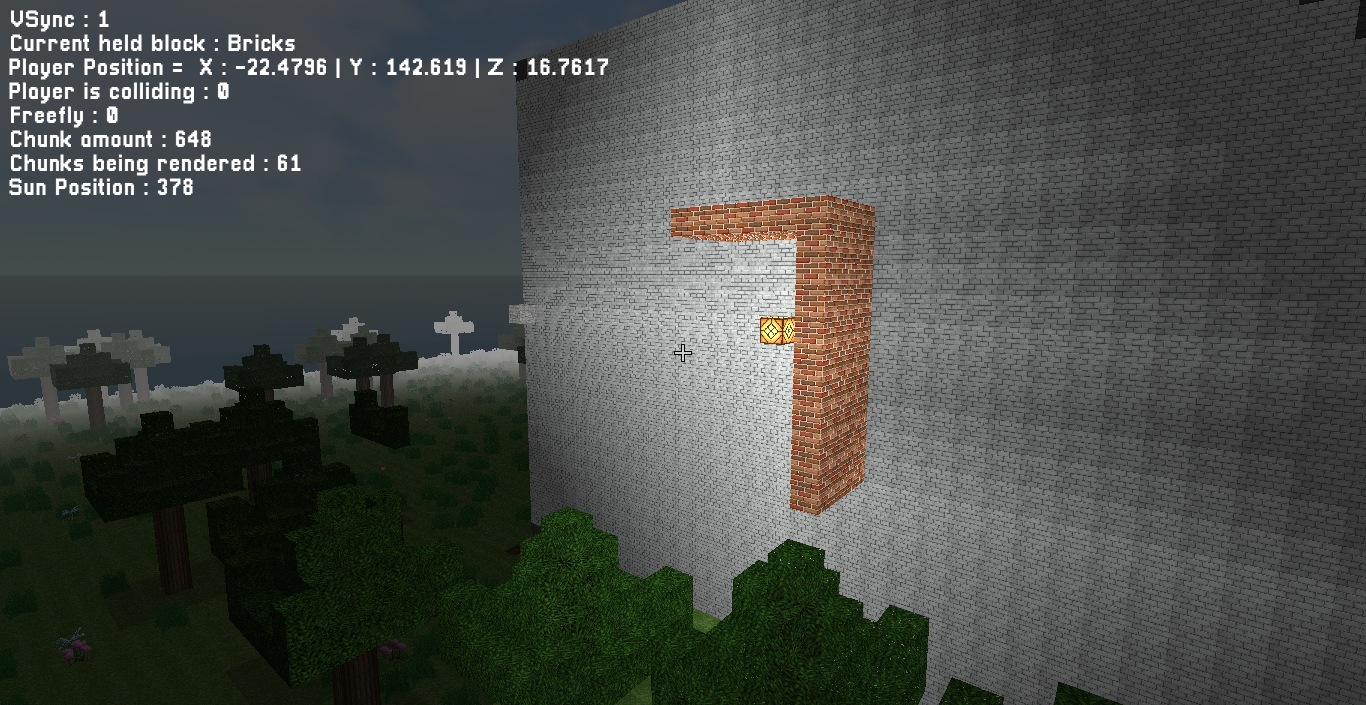 VSync : 1
Current held block : Bricks
Player Position =  X : -22.4796 | Y : 142.619 | Z : 16.7617
Player is colliding : 0
Freefly : 0
Chunk amount : 648
Chunks being rendered : 61
Sun Position : 378